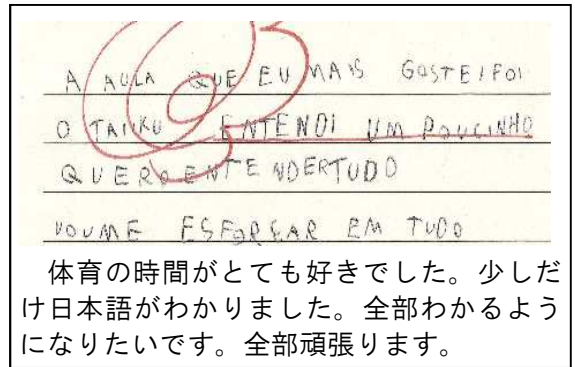 A AULA QUE EU MAIS GOSTEI FOI
O TAIIKU ENTENDI UM POUCINHO
QUERO ENTENDER TUDO
VOU ME ESFORÇAR EM TUDO
体育の時間がとても好きでした。少しだ
け日本語がわかりました。全部わかるよう
になりたいです。全部頑張ります。